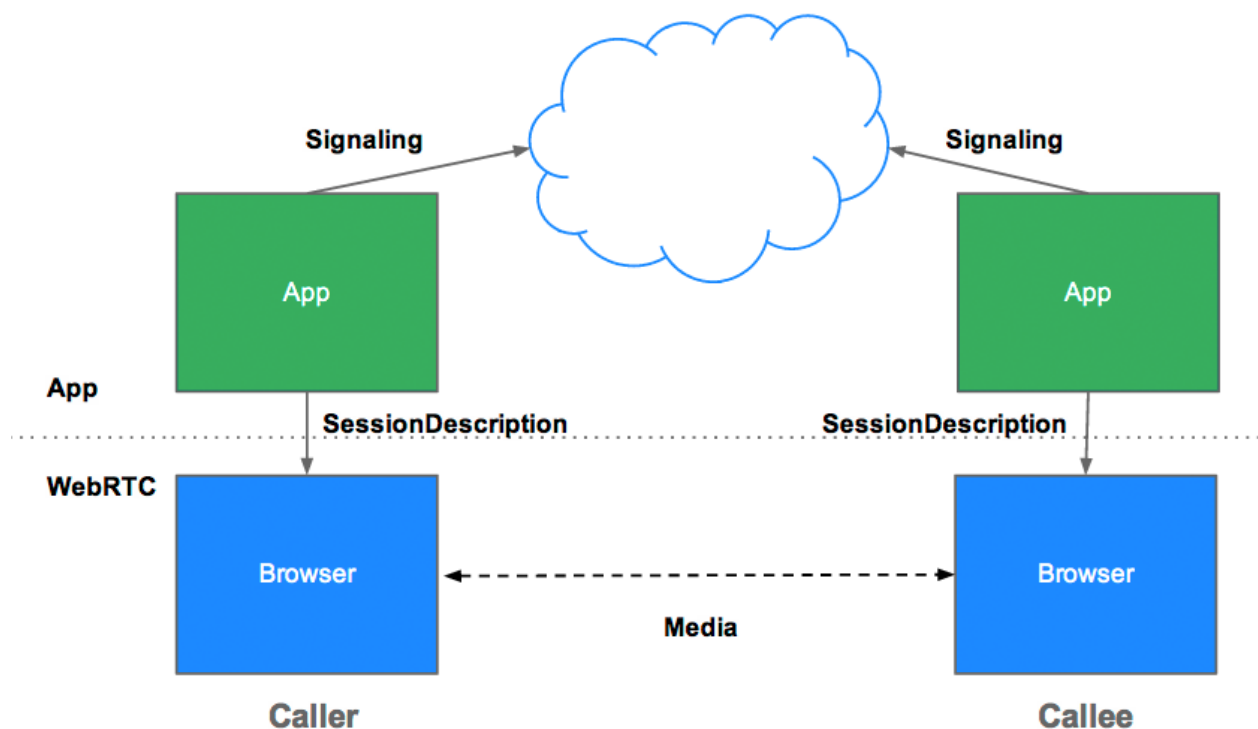 Signaling
Signaling
App
App
App
SessionDescription
SessionDescription
WebRTC
Browser
Browser
Media
Caller
Callee